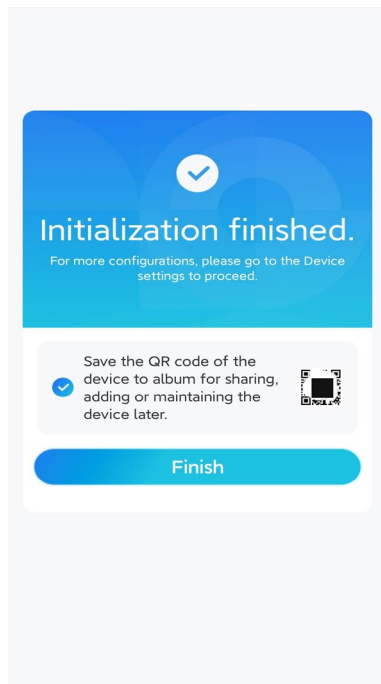 Initialization finished.
For more configurations, please go to the Device
settings to proceed.
Save the QR code of the
device to album for sharing,
adding or maintaining the
device later.
Finish